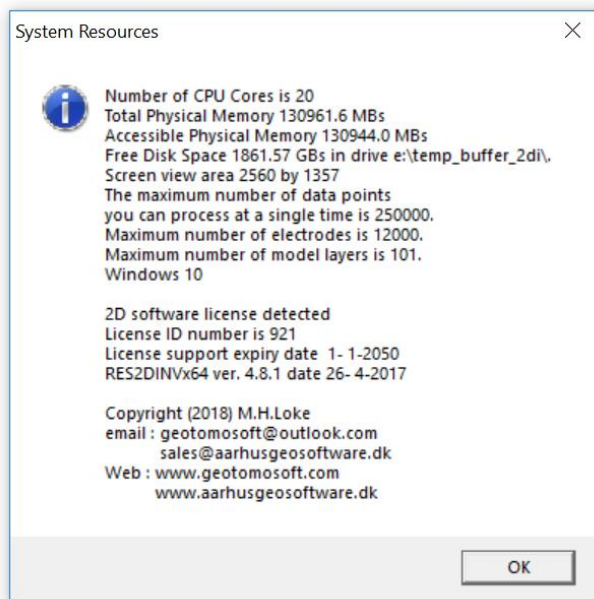 System Resources
Number of CPU Cores is 20
Total Physical Memory 130961.6 MBs
Accessible Physical Memory 130944.0 MBs
Free Disk Space 1861.57 GBs in drive e:\temp_buffer_2di\.
Screen view area 2560 by 1357
The maximum number of data points
you can process at a single time is 250000.
Maximum number of electrodes is 12000.
Maximum number of model layers is 101.
Windows 10
2D software license detected
License ID number is 921
License support expiry date  1- 1-2050
RES2DINVx64 ver. 4.8.1 date 26- 4-2017
Copyright (2018) M.H.Loke
email : geotomosoft@outlook.com
sales@aarhusgeosoftware.dk
Web : www.geotomosoft.com
www.aarhusgeosoftware.dk
OK